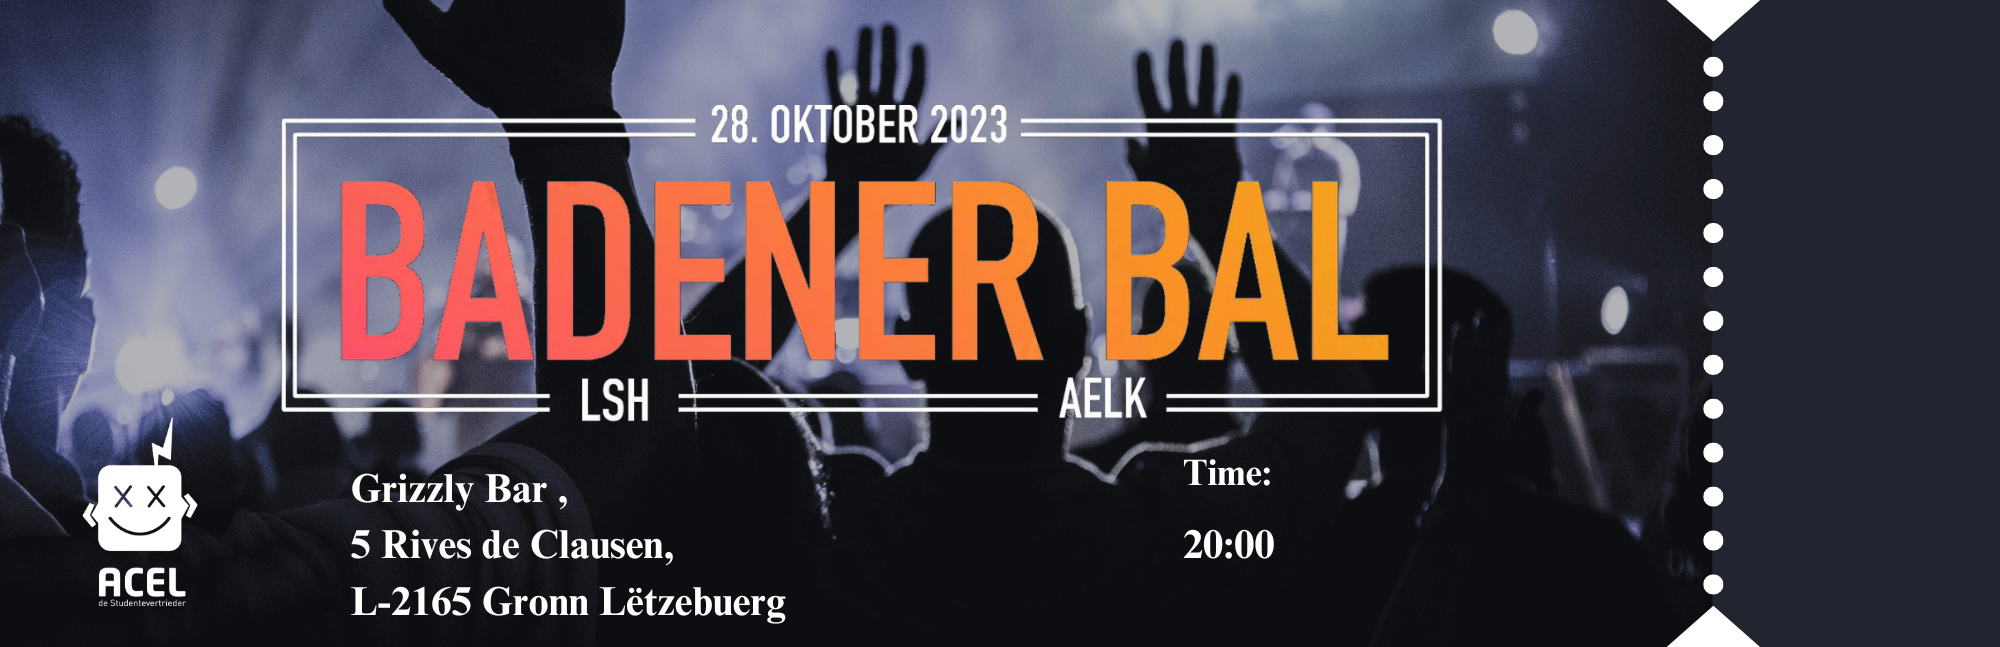 28. OKTOBER 2023
BADENER BAL
LSH AELK
Grizzly Bar ,
5 Rives de Clausen,
L-2165 Gronn Lëtzebuerg
Time:
20:00
ACEL
de Studentevertrieder